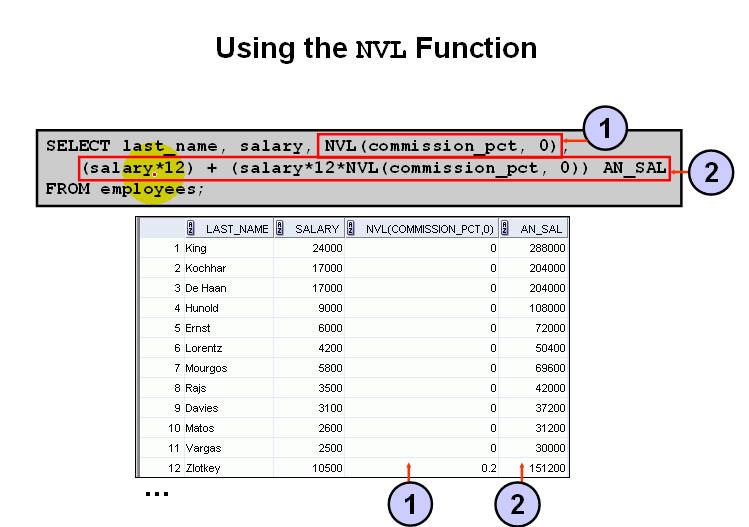 Using the NVL Function
1
SELECT last_name, salary, NVL(commission_pct, 0),
(salary*12) + (salary*12*NVL(commission_pct, 0)) AN_SAL
2
FROM employees;
LAST_NAME SALARY NVL(COMMISSION_PCT,0) AN_SAL
1 King 24000 0 288000
2 Kochhar 17000 0 204000
3 De Haan 17000 0 204000
4 Hunold 9000 0 108000
5 Ernst 6000 0 72000
6 Lorentz 4200 0 50400
7 Mourgos 5800 0 69600
8 Rajs 3500 0 42000
9 Davies 3100 0 37200
10 Matos 2600 0 31200
11 Vargas 2500 0 30000
12 Zlotkey 10500 0.2 151200
...
1 2